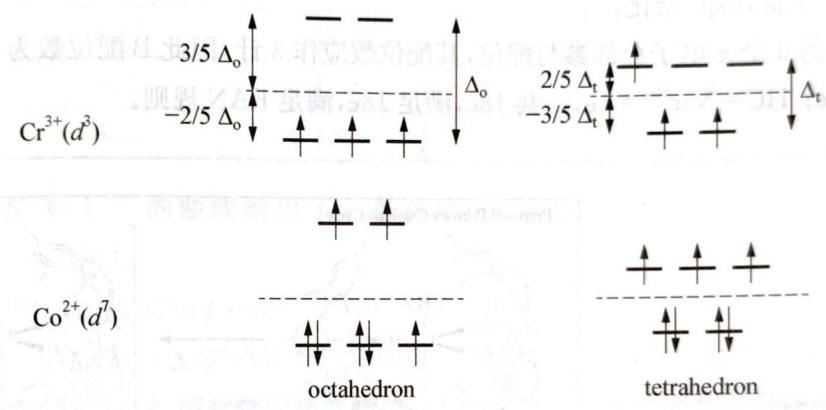 3/5 Δₒ
−2/5 Δₒ
Δₒ
2/5 Δₜ
−3/5 Δₜ
Δ
Cr³⁺(d³)
Co²⁺(d⁷)
octahedron
tetrahedron